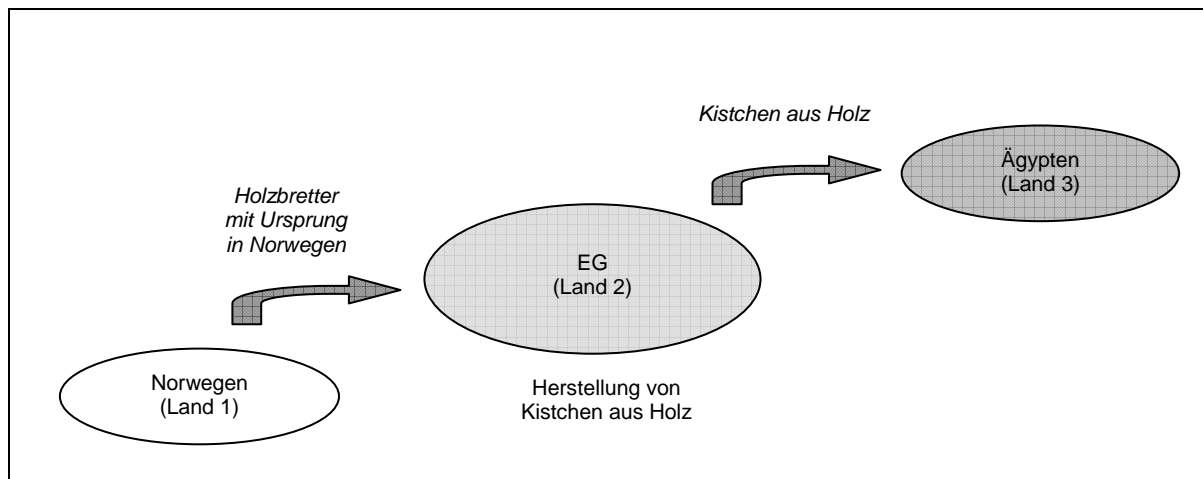 Kistchen aus Holz
Ägypten
(Land 3)
Holzbretter
mit Ursprung
in Norwegen
EG
(Land 2)
Norwegen
(Land 1)
Herstellung von
Kistchen aus Holz